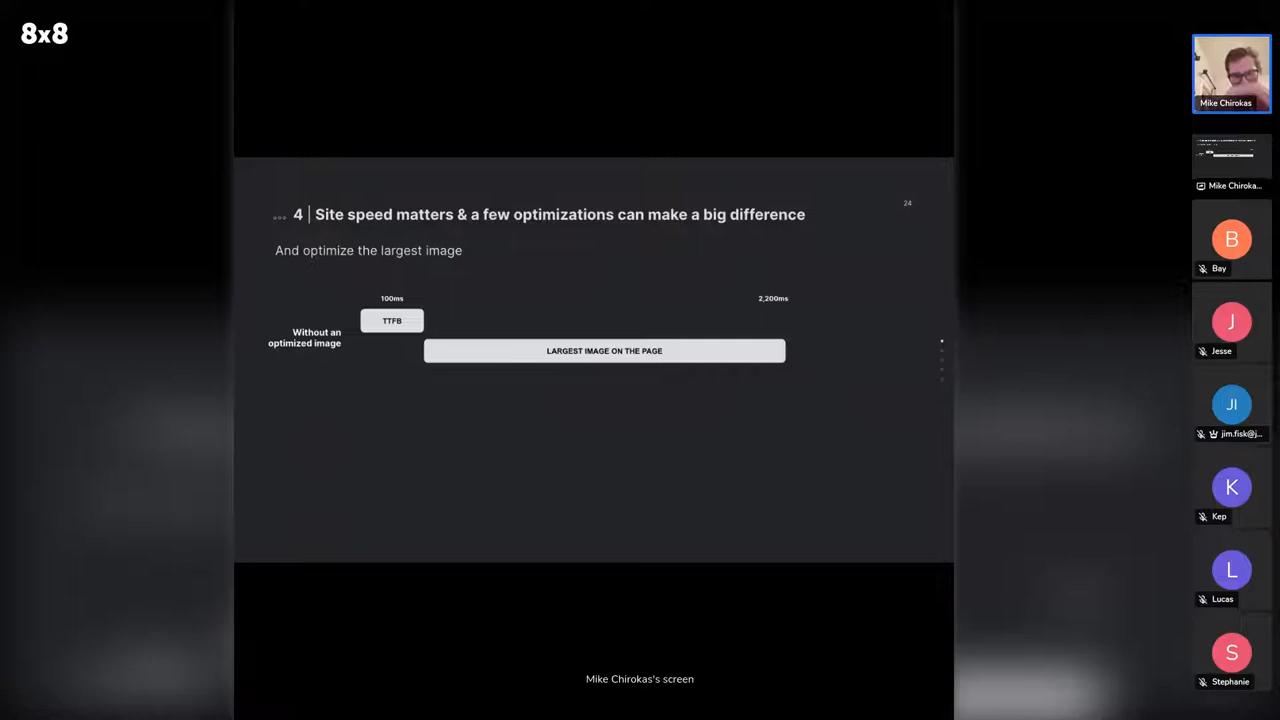 8x8
4 | Site speed matters & a few optimizations can make a big difference
24
And optimize the largest image
100ms
2,200ms
TTFB
Without an
optimized image
LARGEST IMAGE ON THE PAGE
Mike Chirokas's screen
Mike Chirokas
Mike Chiroka...
B
Bay
J
Jesse
JI
jim.fisk@j...
K
Kep
L
Lucas
S
Stephanie